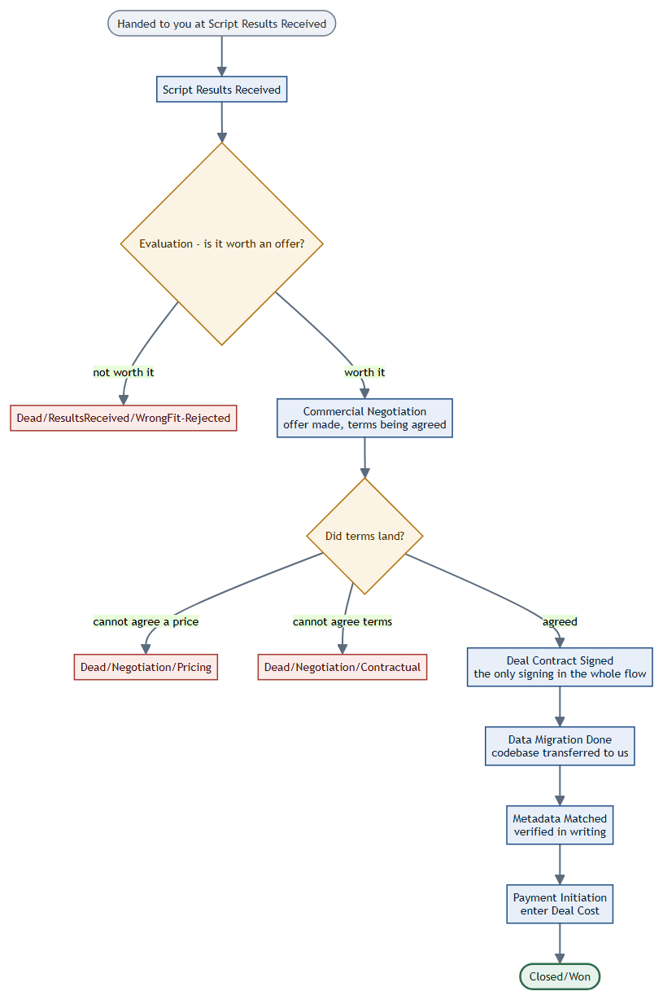 Handed to you at Script Results Received
Script Results Received
Evaluation - is it worth an offer?
not worth it
worth it
Dead/ResultsReceived/WrongFit-Rejected
Commercial Negotiation
offer made, terms being agreed
Did terms land?
cannot agree a price
cannot agree terms
agreed
Dead/Negotiation/Pricing
Dead/Negotiation/Contractual
Deal Contract Signed
the only signing in the whole flow
Data Migration Done
codebase transferred to us
Metadata Matched
verified in writing
Payment Initiation
enter Deal Cost
Closed/Won